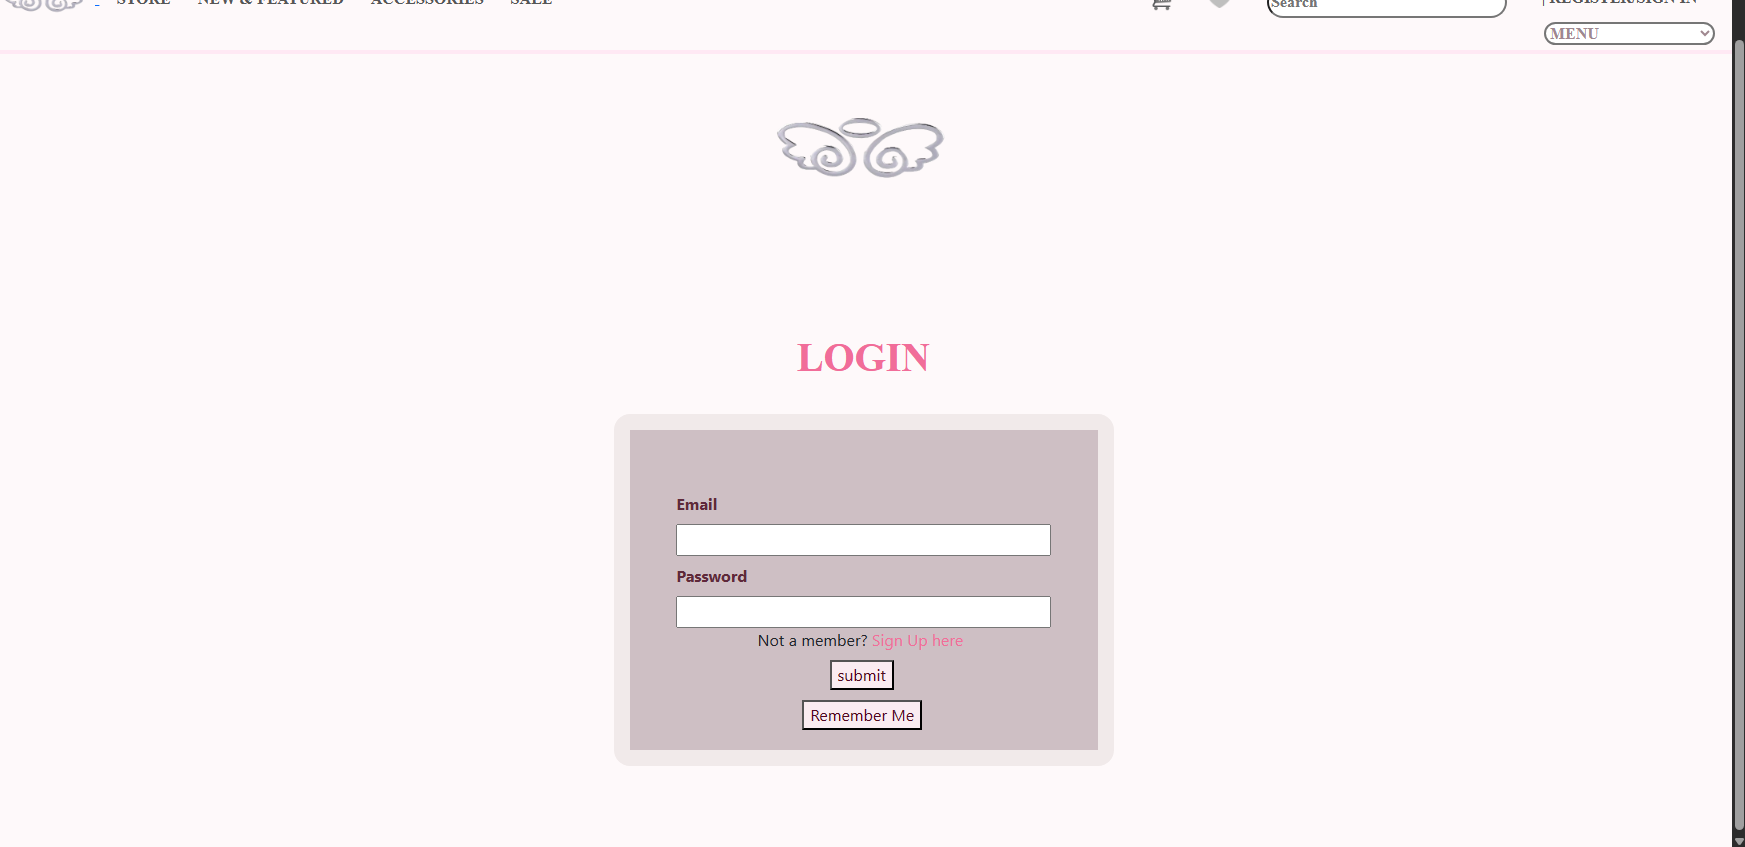 STORE NEW & FEATURED ACCESSORIES SALE
Search
| REGISTER/SIGN IN
MENU
LOGIN
Email
Password
Not a member? Sign Up here
submit
Remember Me